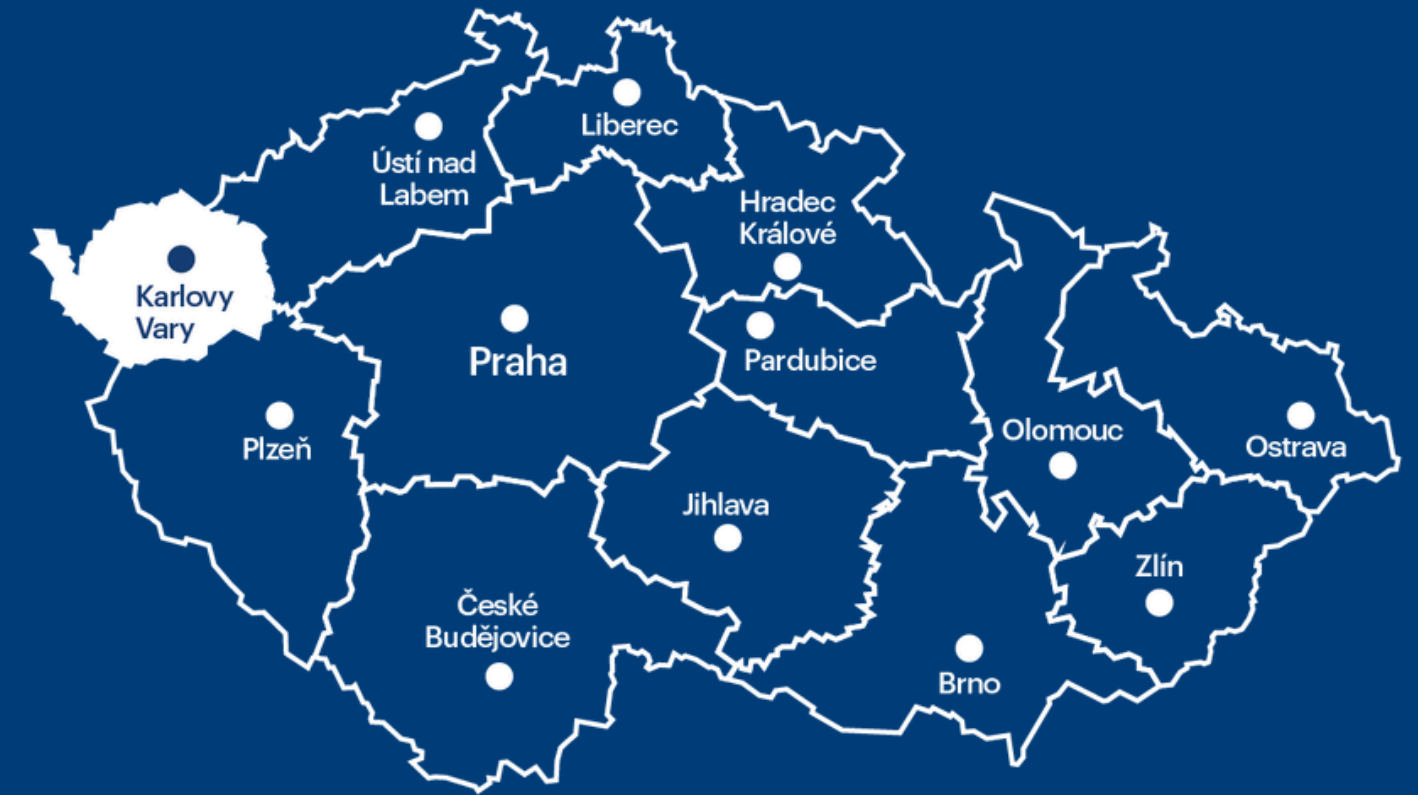 Liberec
Ústí nad
Labem
Hradec
Králové
Karlovy
Vary
Praha
Pardubice
Plzeň
Olomouc
Ostrava
Jihlava
Zlín
České
Budějovice
Brno